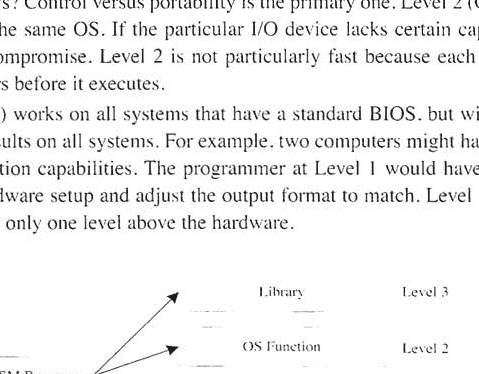 rs? Control versus portability is the primary one. Level 2 (
he same OS. If the particular I/O device lacks certain cap
ompromise. Level 2 is not particularly fast because each
s before it executes.
) works on all systems that have a standard BIOS, but wi
sults on all systems. For example, two computers might ha
tion capabilities. The programmer at Level 1 would have
dware setup and adjust the output format to match. Level
only one level above the hardware.
Library Level 3
OS Function Level 2